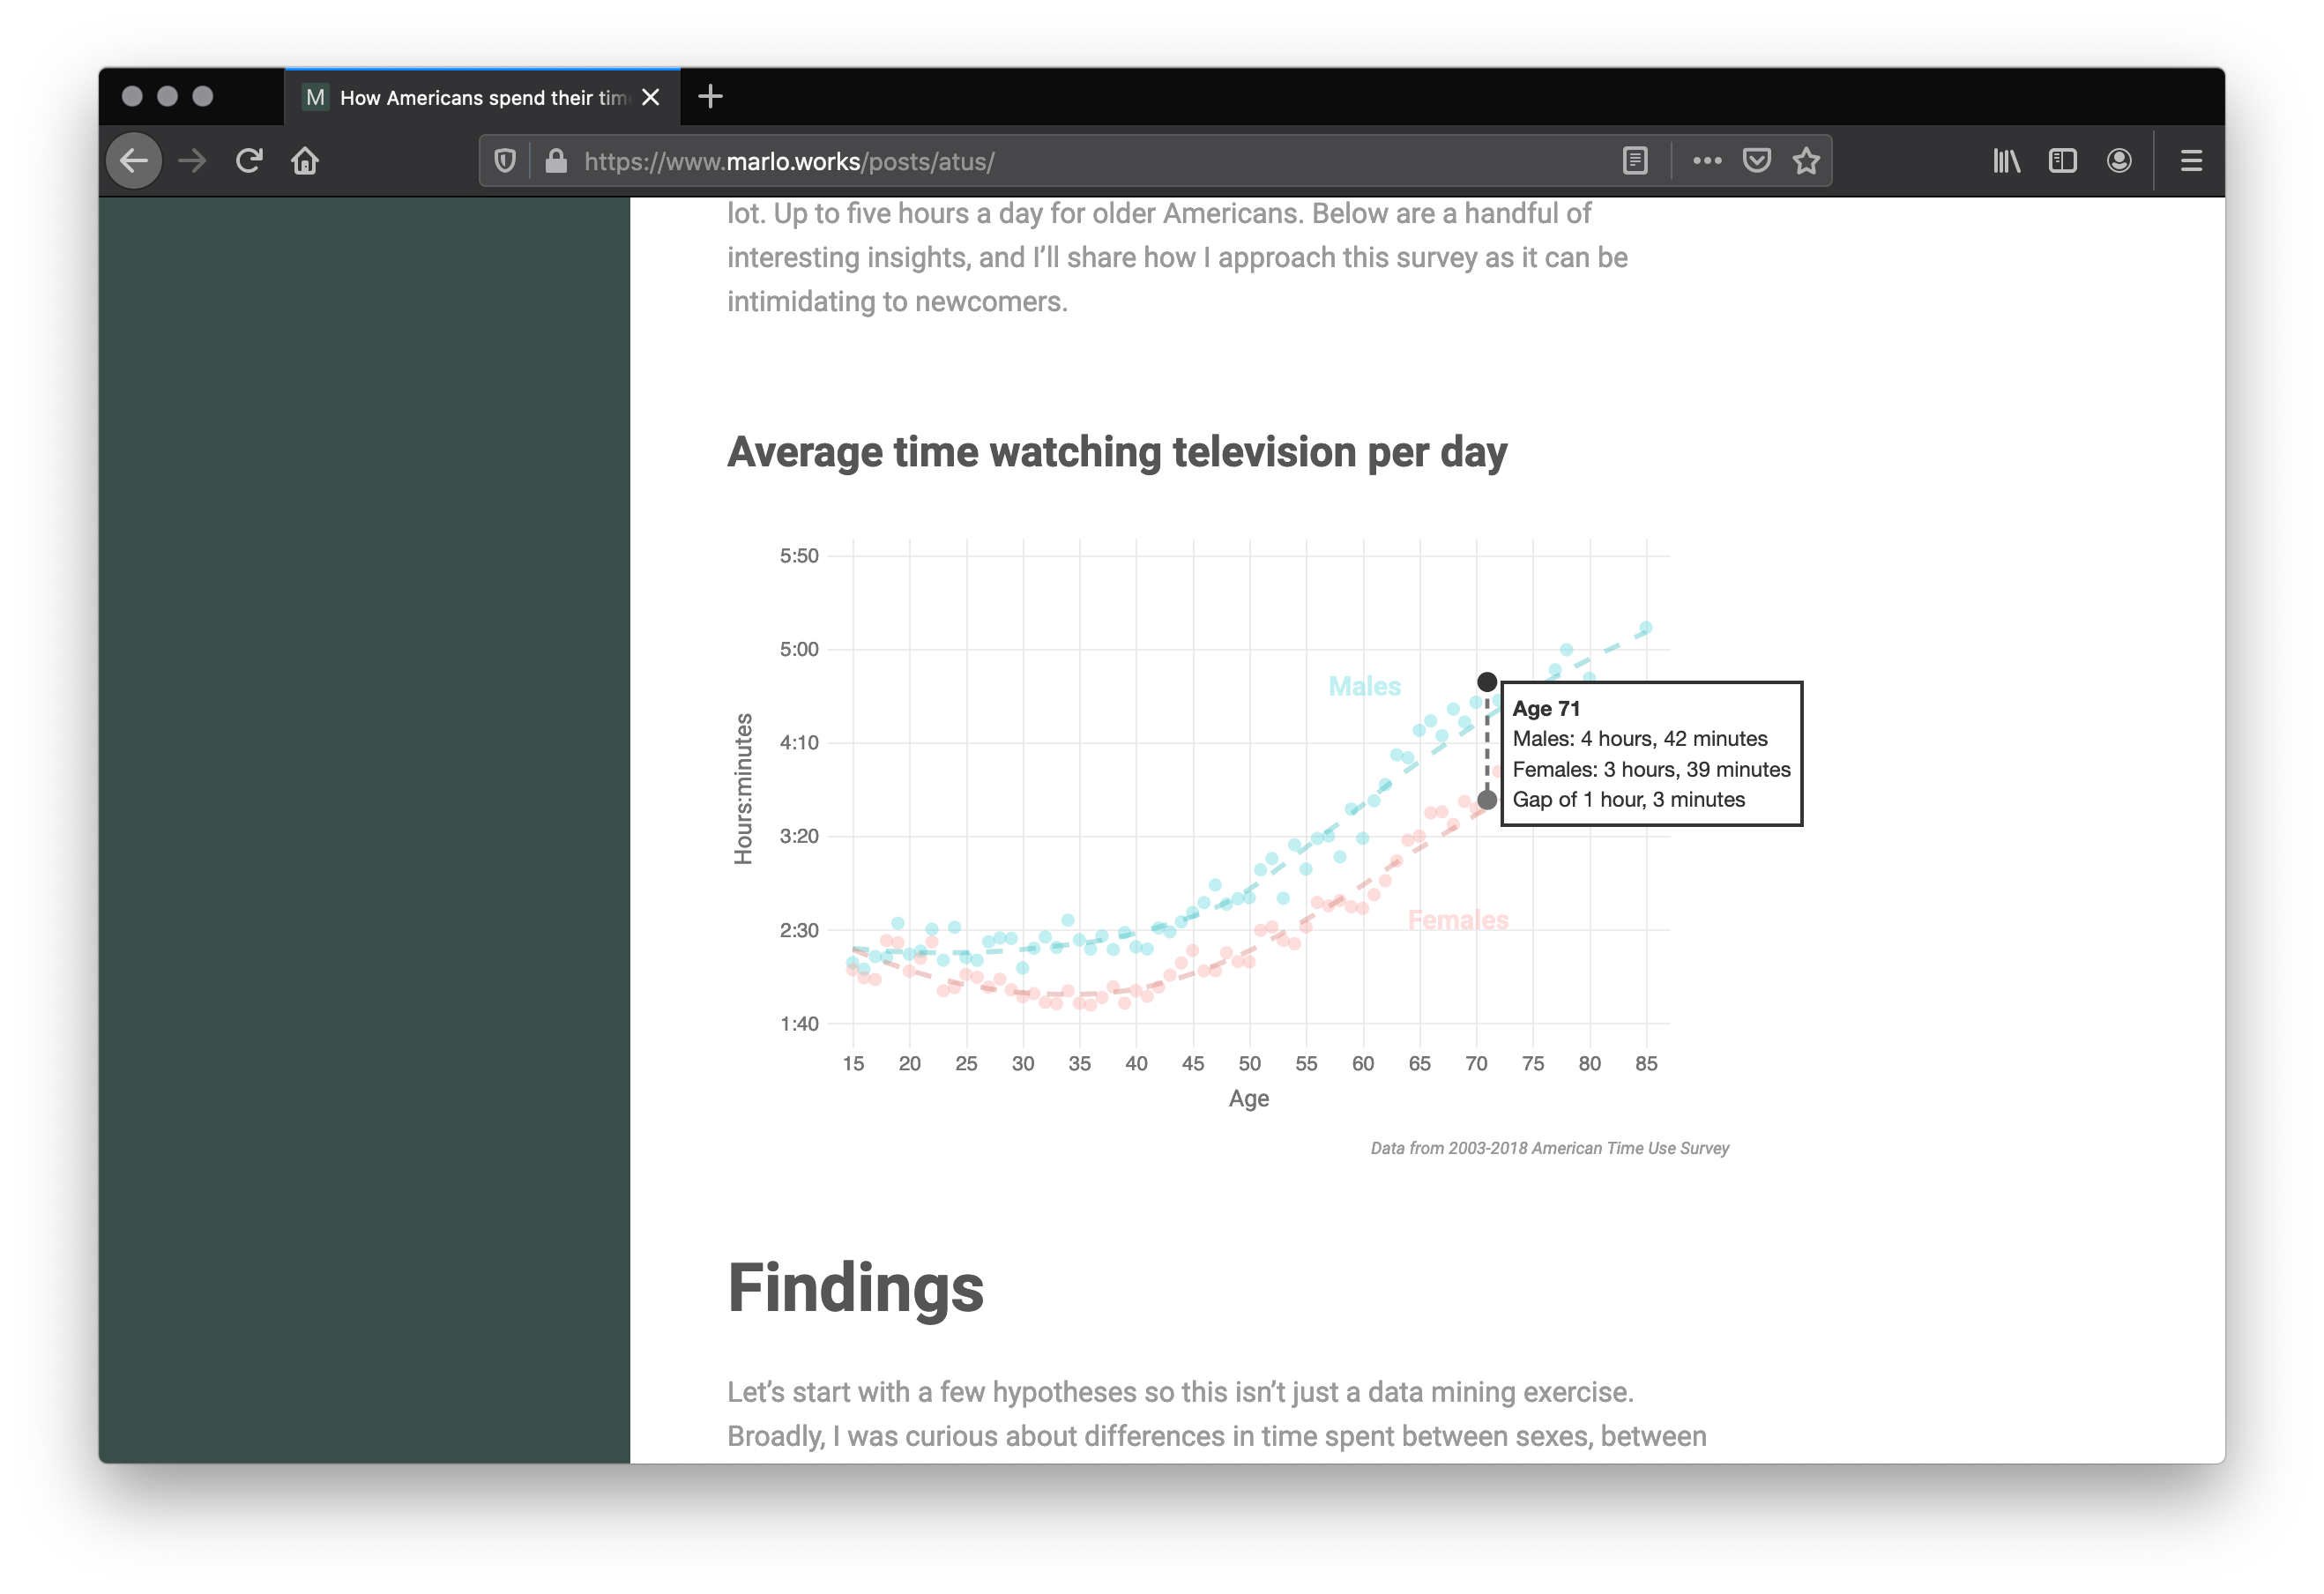 M How Americans spend their tim
https://www.marlo.works/posts/atus/
lot. Up to five hours a day for older Americans. Below are a handful of
interesting insights, and I’ll share how I approach this survey as it can be
intimidating to newcomers.
Average time watching television per day
5:50
5:00
4:10
3:20
2:30
1:40
Hours:minutes
Males
Females
Age 71
Males: 4 hours, 42 minutes
Females: 3 hours, 39 minutes
Gap of 1 hour, 3 minutes
15 20 25 30 35 40 45 50 55 60 65 70 75 80 85
Age
Data from 2003-2018 American Time Use Survey
Findings
Let’s start with a few hypotheses so this isn’t just a data mining exercise.
Broadly, I was curious about differences in time spent between sexes, between